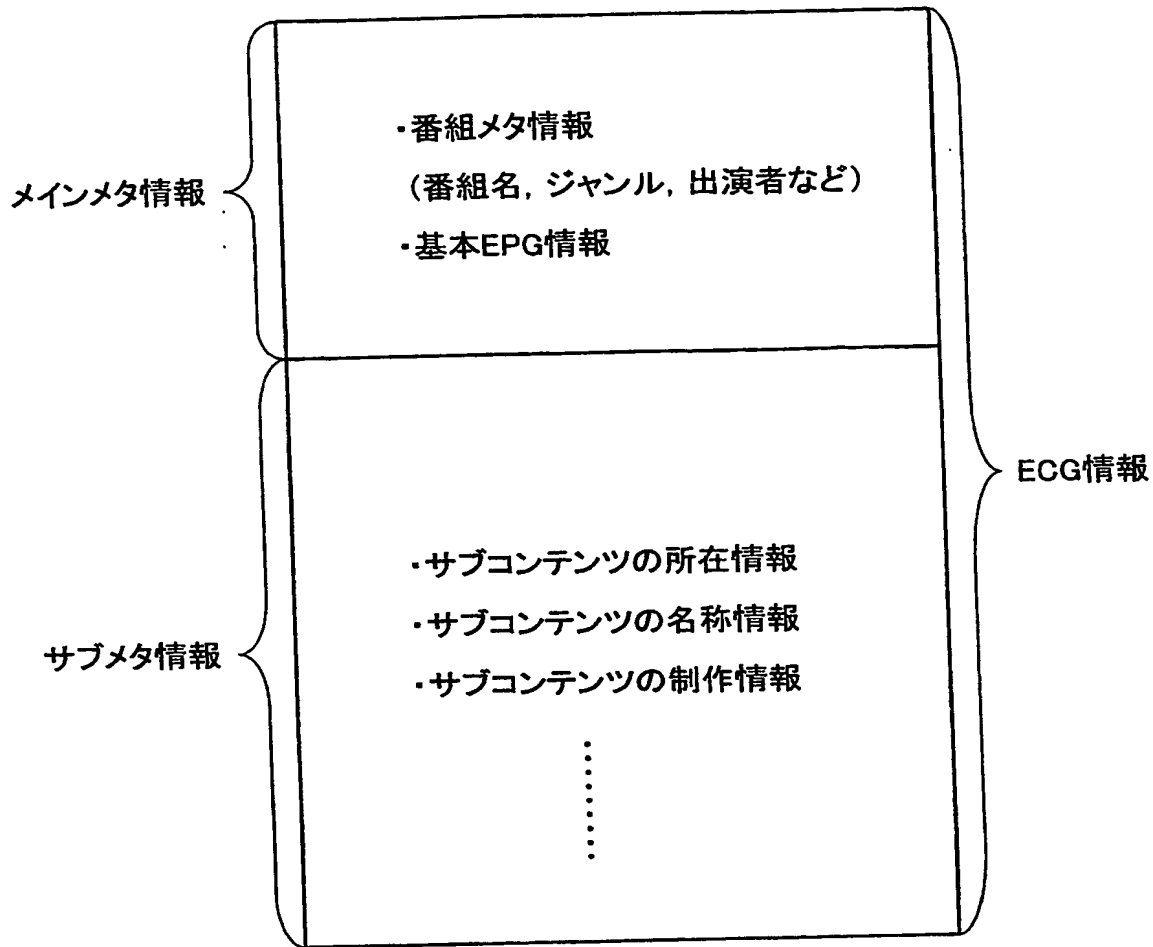 ・番組メタ情報
メインメタ情報
(番組名, ジャンル, 出演者など)
・基本EPG情報
ECG情報
・サブコンテンツの所在情報
・サブコンテンツの名称情報
サブメタ情報
・サブコンテンツの制作情報